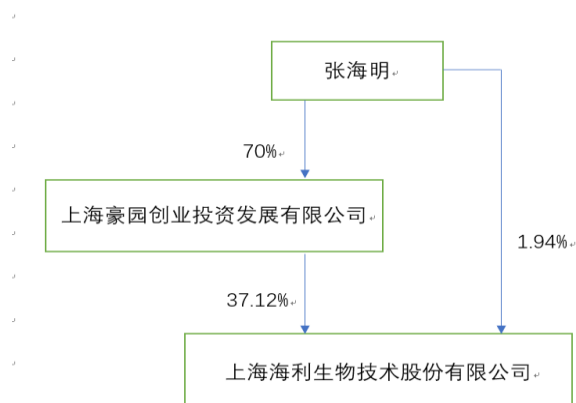 张海明
70%
上海豪园创业投资发展有限公司
1.94%
37.12%
上海海利生物技术股份有限公司